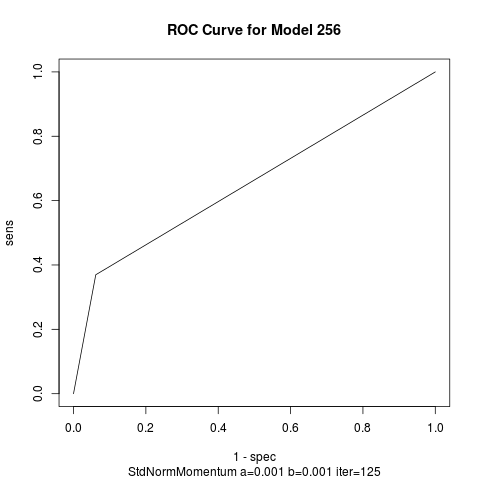 ROC Curve for Model 256
sens
1.0
0.8
0.6
0.4
0.2
0.0
0.0 0.2 0.4 0.6 0.8 1.0
1 - spec
StdNormMomentum a=0.001 b=0.001 iter=125